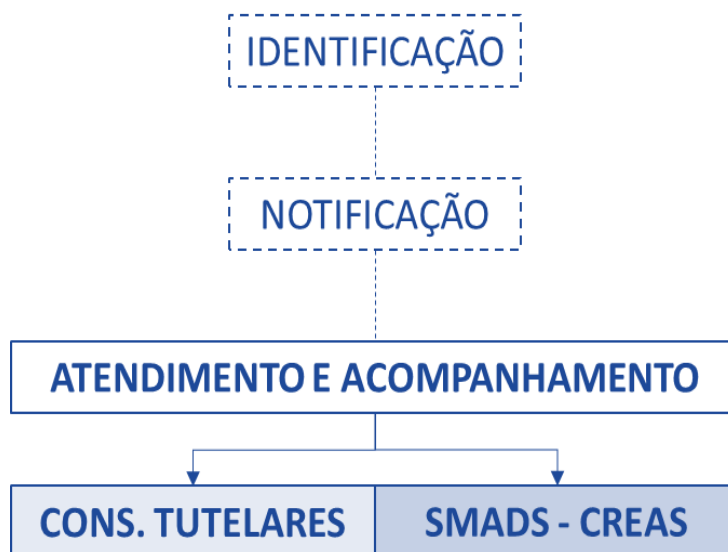 IDENTIFICAÇÃO
NOTIFICAÇÃO
ATENDIMENTO E ACOMPANHAMENTO
CONS. TUTELARES
SMADS - CREAS